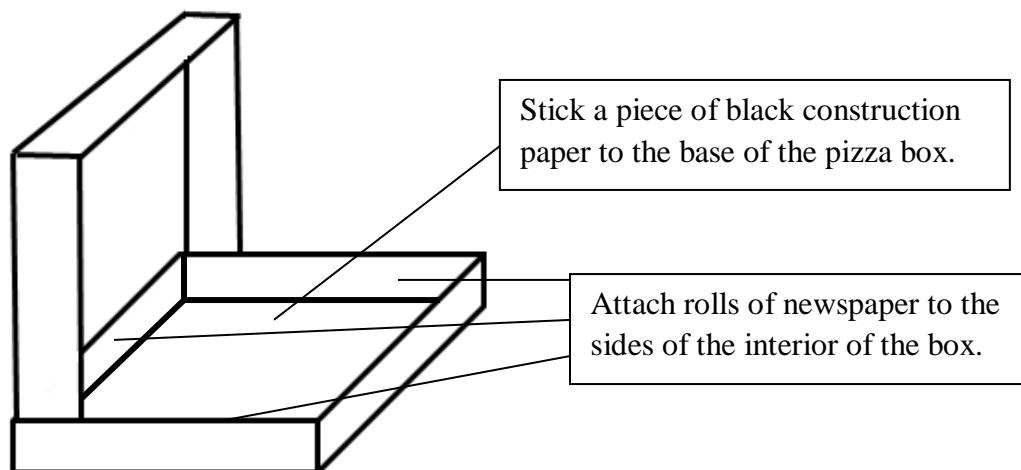 Stick a piece of black construction
paper to the base of the pizza box.
Attach rolls of newspaper to the
sides of the interior of the box.